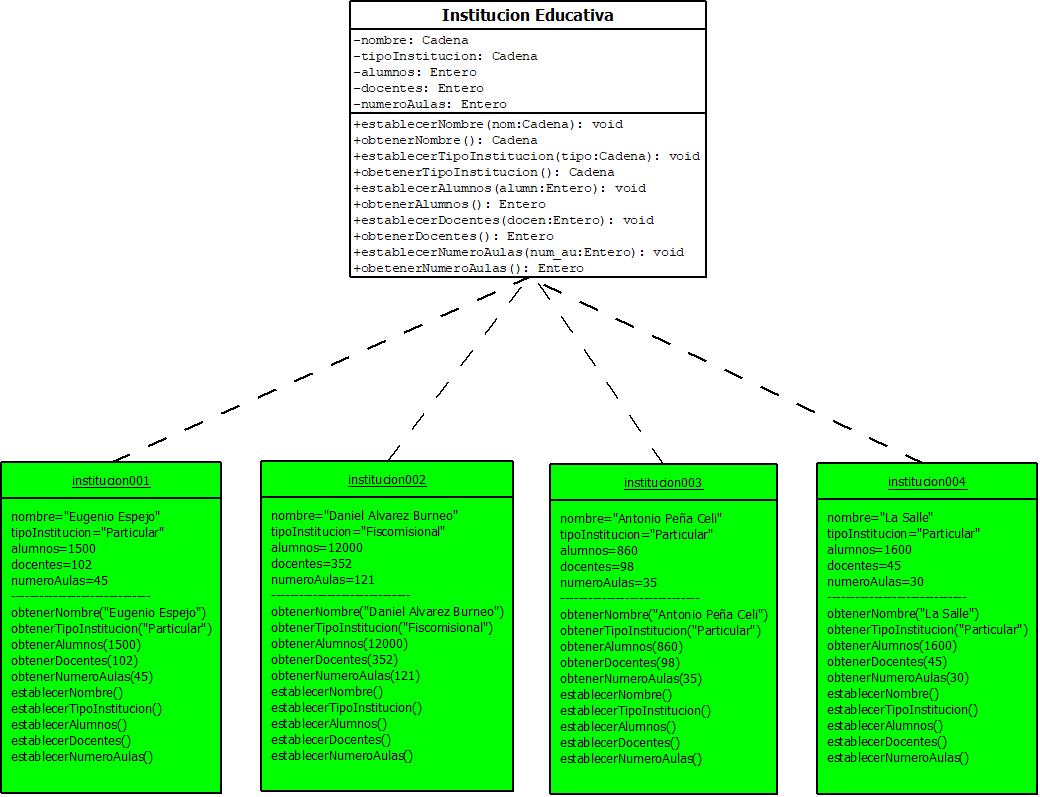 Institucion Educativa
-nombre: Cadena
-tipoInstitucion: Cadena
-alumnos: Entero
-docentes: Entero
-numeroAulas: Entero
+establecerNombre(nom:Cadena): void
+obtenerNombre(): Cadena
+establecerTipoInstitucion(tipo:Cadena): void
+obetenerTipoInstitucion(): Cadena
+establecerAlumnos(alumn:Entero): void
+obtenerAlumnos(): Entero
+establecerDocentes(docen:Entero): void
+obtenerDocentes(): Entero
+establecerNumeroAulas(num_au:Entero): void
+obetenerNumeroAulas(): Entero
institucion001
nombre="Eugenio Espejo"
tipoInstitucion="Particular"
alumnos=1500
docentes=102
numeroAulas=45
------------------------------
obtenerNombre("Eugenio Espejo")
obtenerTipoInstitucion("Particular")
obtenerAlumnos(1500)
obtenerDocentes(102)
obtenerNumeroAulas(45)
establecerNombre()
establecerTipoInstitucion()
establecerAlumnos()
establecerDocentes()
establecerNumeroAulas()
institucion002
nombre="Daniel Alvarez Burneo"
tipoInstitucion="Fiscomisional"
alumnos=12000
docentes=352
numeroAulas=121
------------------------------
obtenerNombre("Daniel Alvarez Burneo")
obtenerTipoInstitucion("Fiscomisional")
obtenerAlumnos(12000)
obtenerDocentes(352)
obtenerNumeroAulas(121)
establecerNombre()
establecerTipoInstitucion()
establecerAlumnos()
establecerDocentes()
establecerNumeroAulas()
institucion003
nombre="Antonio Peña Celi"
tipoInstitucion="Particular"
alumnos=860
docentes=98
numeroAulas=35
------------------------------
obtenerNombre("Antonio Peña Celi")
obtenerTipoInstitucion("Particular")
obtenerAlumnos(860)
obtenerDocentes(98)
obtenerNumeroAulas(35)
establecerNombre()
establecerTipoInstitucion()
establecerAlumnos()
establecerDocentes()
establecerNumeroAulas()
institucion004
nombre="La Salle"
tipoInstitucion="Particular"
alumnos=1600
docentes=45
numeroAulas=30
------------------------------
obtenerNombre("La Salle")
obtenerTipoInstitucion("Particular")
obtenerAlumnos(1600)
obtenerDocentes(45)
obtenerNumeroAulas(30)
establecerNombre()
establecerTipoInstitucion()
establecerAlumnos()
establecerDocentes()
establecerNumeroAulas()